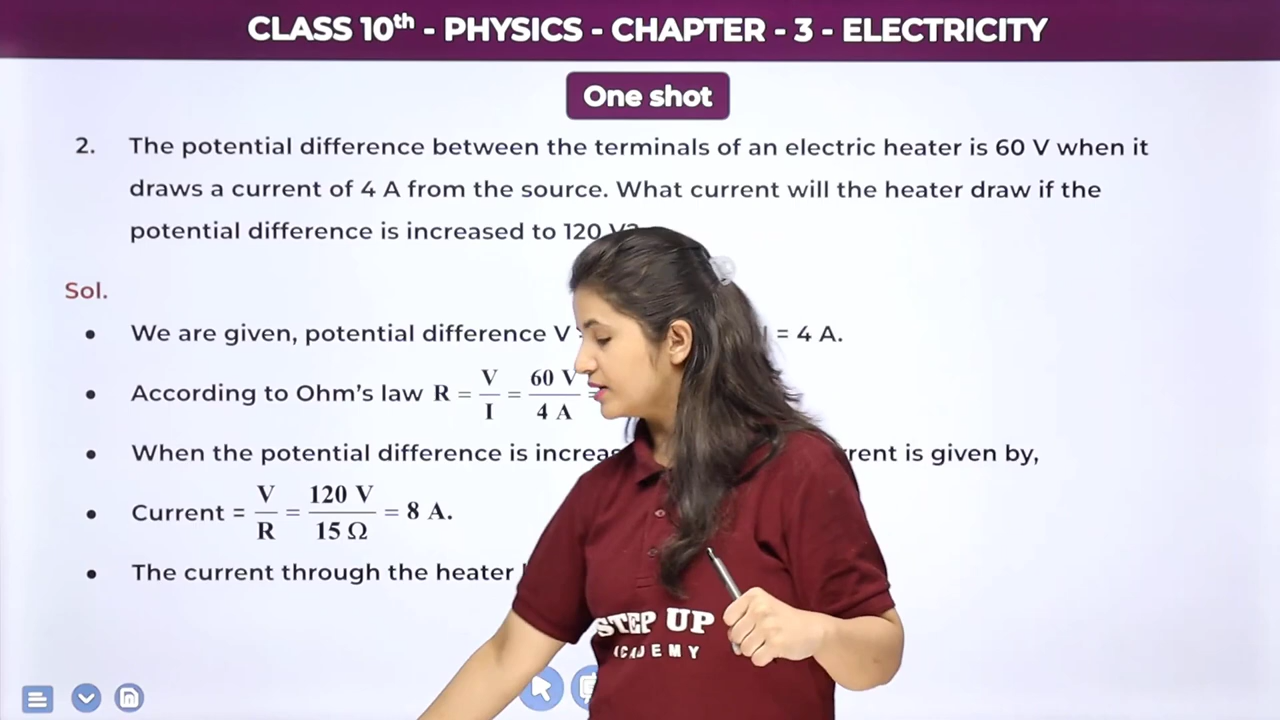 CLASS 10th - PHYSICS - CHAPTER - 3 - ELECTRICITY
One shot
2. The potential difference between the terminals of an electric heater is 60 V when it
draws a current of 4 A from the source. What current will the heater draw if the
potential difference is increased to 120 V?
Sol.
• We are given, potential difference V = 4 A.
• According to Ohm's law R = V/I = 60 V/4 A =
• When the potential difference is increas rent is given by,
• Current = V/R = 120 V/15 Ω = 8 A.
• The current through the heater
STEP UP
ACADEMY